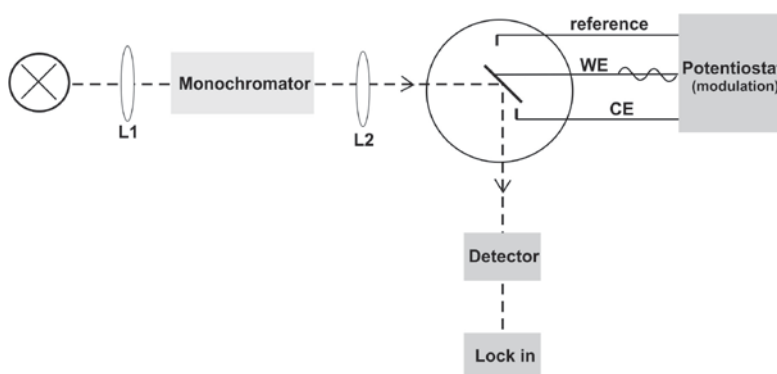 reference
WE
Potentiostat
(modulation)
Monochromator
CE
L1
L2
Detector
Lock in